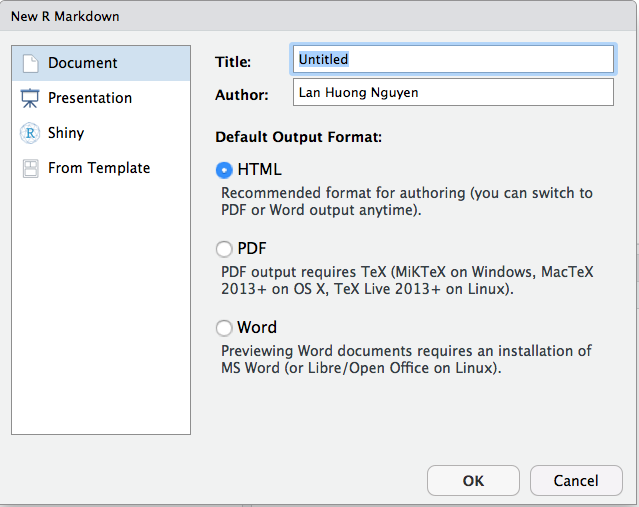 New R Markdown
Document
Presentation
Shiny
From Template
Title: Untitled
Author: Lan Huong Nguyen
Default Output Format:
HTML
Recommended format for authoring (you can switch to
PDF or Word output anytime).
PDF
PDF output requires TeX (MiKTeX on Windows, MacTeX
2013+ on OS X, TeX Live 2013+ on Linux).
Word
Previewing Word documents requires an installation of
MS Word (or Libre/Open Office on Linux).
OK Cancel